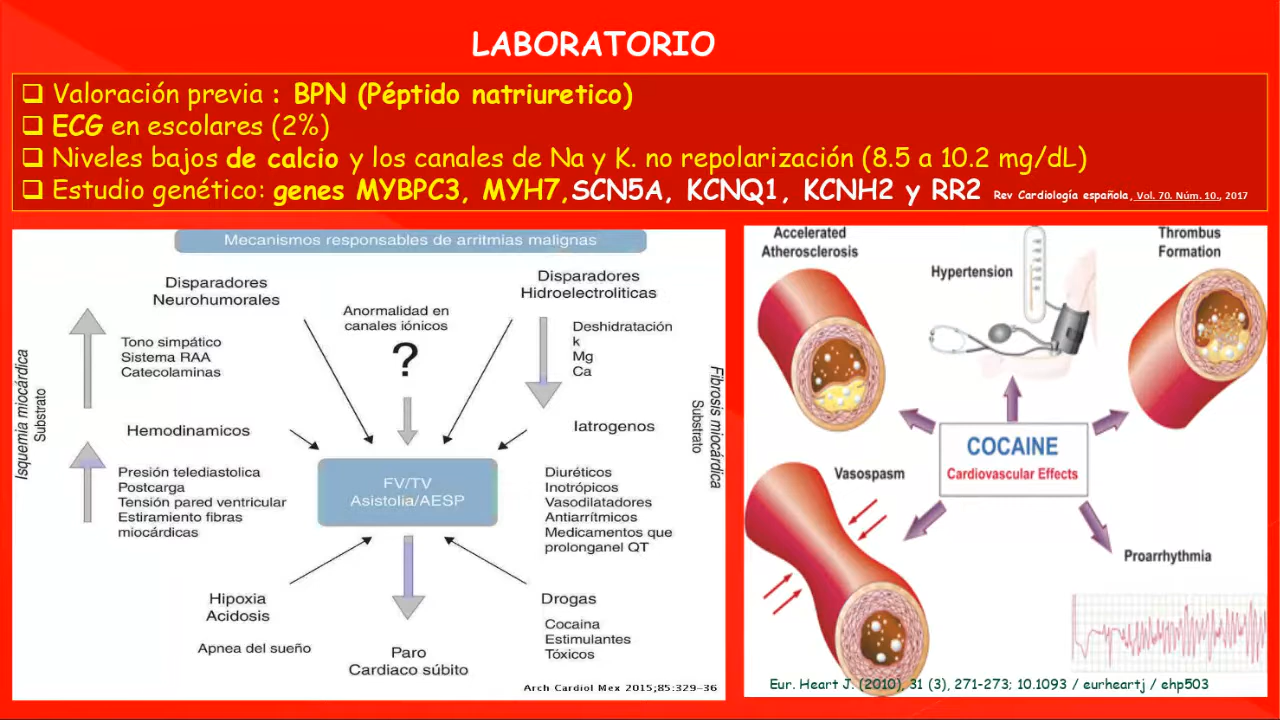 LABORATORIO
Valoración previa : BPN (Péptido natriuretico)
ECG en escolares (2%)
Niveles bajos de calcio y los canales de Na y K. no repolarización (8.5 a 10.2 mg/dL)
Estudio genético: genes MYBPC3, MYH7,SCN5A, KCNQ1, KCNH2 y RR2 Rev Cardiología española, Vol. 70. Núm. 10., 2017
Mecanismos responsables de arritmias malignas
Disparadores
Neurohumorales
Anormalidad en
canales iónicos
?
Disparadores
Hidroelectrolíticas
Tono simpático
Sistema RAA
Catecolaminas
Deshidratación
k
Mg
Ca
Isquemia miocárdica
Substrato
Fibrosis miocárdica
Substrato
Hemodinamicos
Iatrogenos
Presión telediastolica
Postcarga
Tensión pared ventricular
Estiramiento fibras
miocárdicas
FV/TV
Asistolia/AESP
Diuréticos
Inotrópicos
Vasodilatadores
Antiarrítmicos
Medicamentos que
prolonganel QT
Hipoxia
Acidosis
Apnea del sueño
Paro
Cardiaco súbito
Drogas
Cocaína
Estimulantes
Tóxicos
Arch Cardiol Mex 2015;85:329–36
Accelerated
Atherosclerosis
Hypertension
Thrombus
Formation
COCAINE
Cardiovascular Effects
Vasospasm
Proarrhythmia
Eur. Heart J. (2010), 31 (3), 271-273; 10.1093 / eurheartj / ehp503